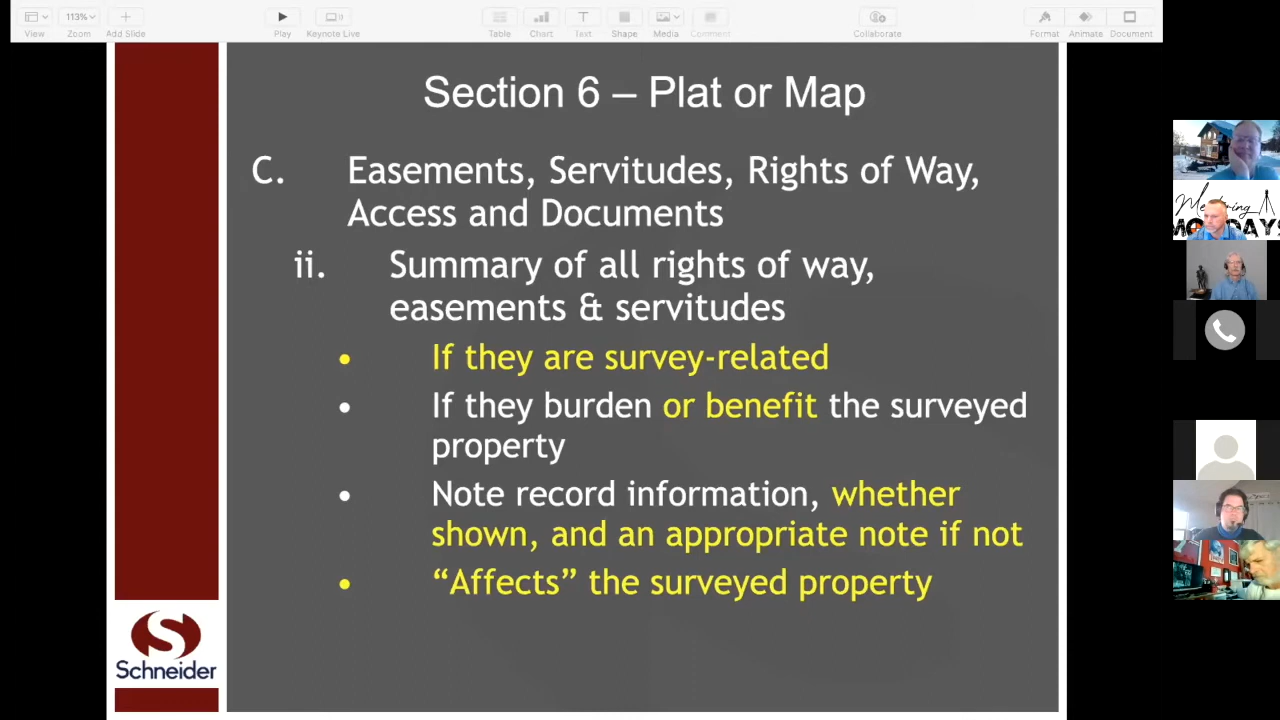 113%
View
Zoom
Add Slide
Play
Keynote Live
Table
Chart
Text
Shape
Media
Comment
Collaborate
Format
Animate
Document
Section 6 – Plat or Map
C. Easements, Servitudes, Rights of Way,
Access and Documents
ii. Summary of all rights of way,
easements & servitudes
• If they are survey-related
• If they burden or benefit the surveyed
property
• Note record information, whether
shown, and an appropriate note if not
• “Affects” the surveyed property
Schneider